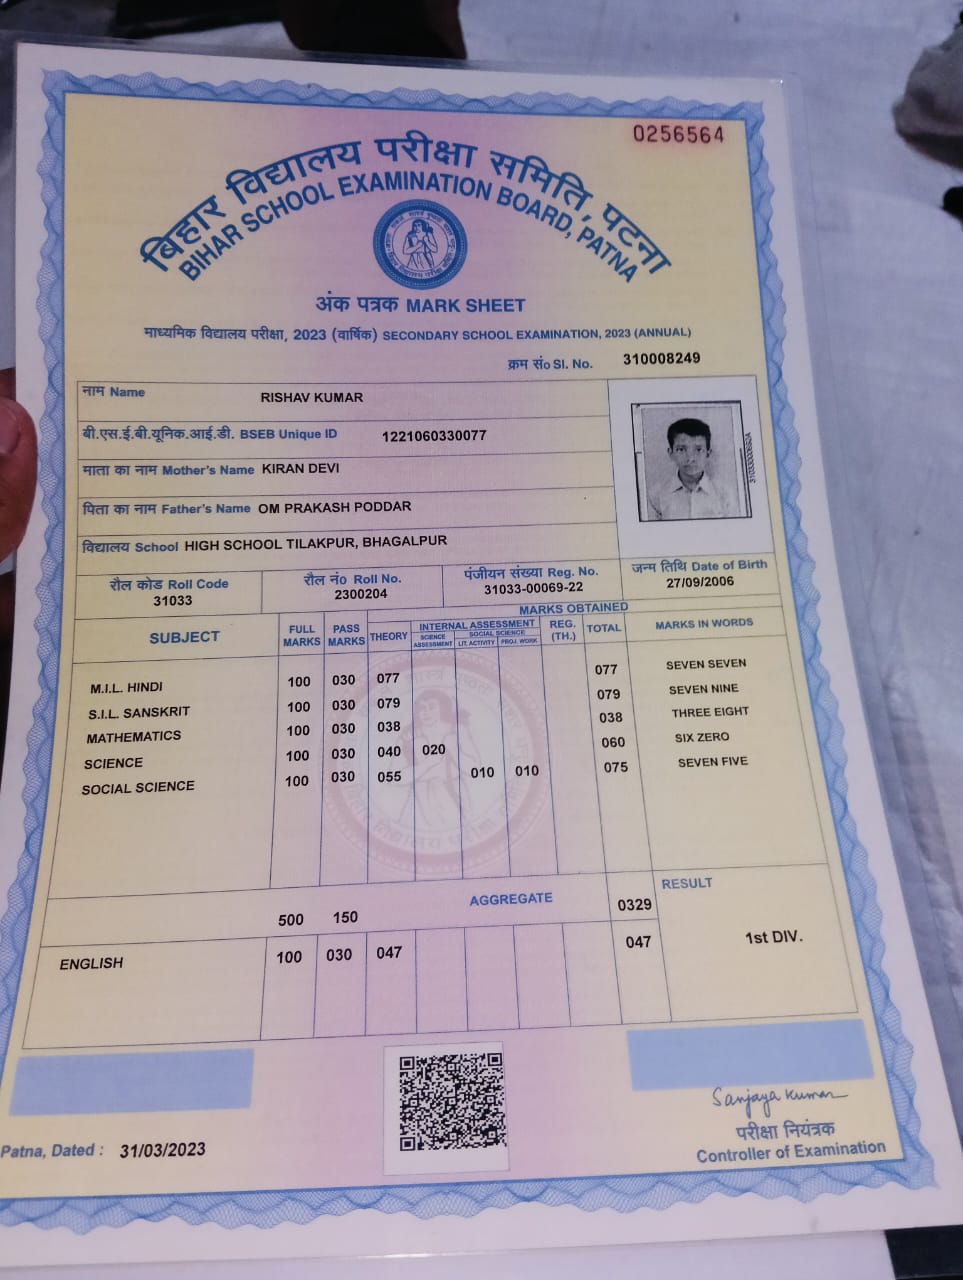 0256564
बिहार विद्यालय परीक्षा समिति, पटना
BIHAR SCHOOL EXAMINATION BOARD, PATNA
अंक पत्रक MARK SHEET
माध्यमिक विद्यालय परीक्षा, 2023 (वार्षिक) SECONDARY SCHOOL EXAMINATION, 2023 (ANNUAL)
क्रम सं० Sl. No. 310008249
नाम Name RISHAV KUMAR
बी.एस.ई.बी.यूनिक.आई.डी. BSEB Unique ID 1221060330077
माता का नाम Mother's Name KIRAN DEVI
पिता का नाम Father's Name OM PRAKASH PODDAR
विद्यालय School HIGH SCHOOL TILAKPUR, BHAGALPUR
रौल कोड Roll Code रौल नं० Roll No. पंजीयन संख्या Reg. No. जन्म तिथि Date of Birth
31033 2300204 31033-00069-22 27/09/2006
MARKS OBTAINED
SUBJECT FULL MARKS PASS MARKS THEORY INTERNAL ASSESSMENT REG. (TH.) TOTAL MARKS IN WORDS
SCIENCE ASSESSMENT SOCIAL SCIENCE LIT. ACTIVITY PROJ. WORK
M.I.L. HINDI 100 030 077 077 SEVEN SEVEN
S.I.L. SANSKRIT 100 030 079 079 SEVEN NINE
MATHEMATICS 100 030 038 038 THREE EIGHT
SCIENCE 100 030 040 020 060 SIX ZERO
SOCIAL SCIENCE 100 030 055 010 010 075 SEVEN FIVE
500 150 AGGREGATE 0329 RESULT
ENGLISH 100 030 047 047 1st DIV.
Sanjaya Kumar
परीक्षा नियंत्रक
Controller of Examination
Patna, Dated : 31/03/2023